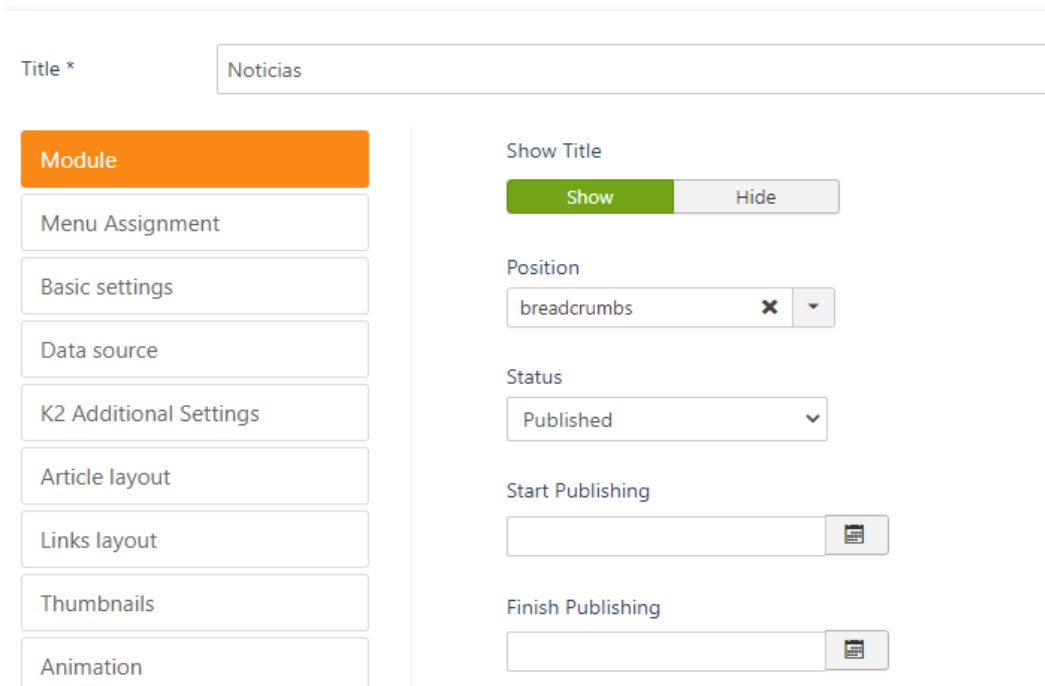 Title * Noticias
Module
Menu Assignment
Basic settings
Data source
K2 Additional Settings
Article layout
Links layout
Thumbnails
Animation
Show Title
Show Hide
Position
breadcrumbs
Status
Published
Start Publishing
Finish Publishing